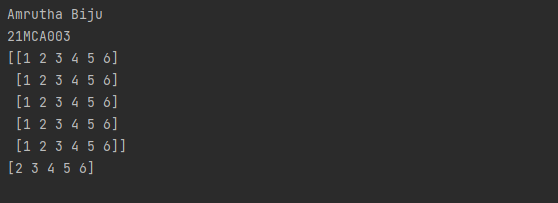 Amrutha Biju
21MCA003
[[1 2 3 4 5 6]
 [1 2 3 4 5 6]
 [1 2 3 4 5 6]
 [1 2 3 4 5 6]
 [1 2 3 4 5 6]]
[2 3 4 5 6]